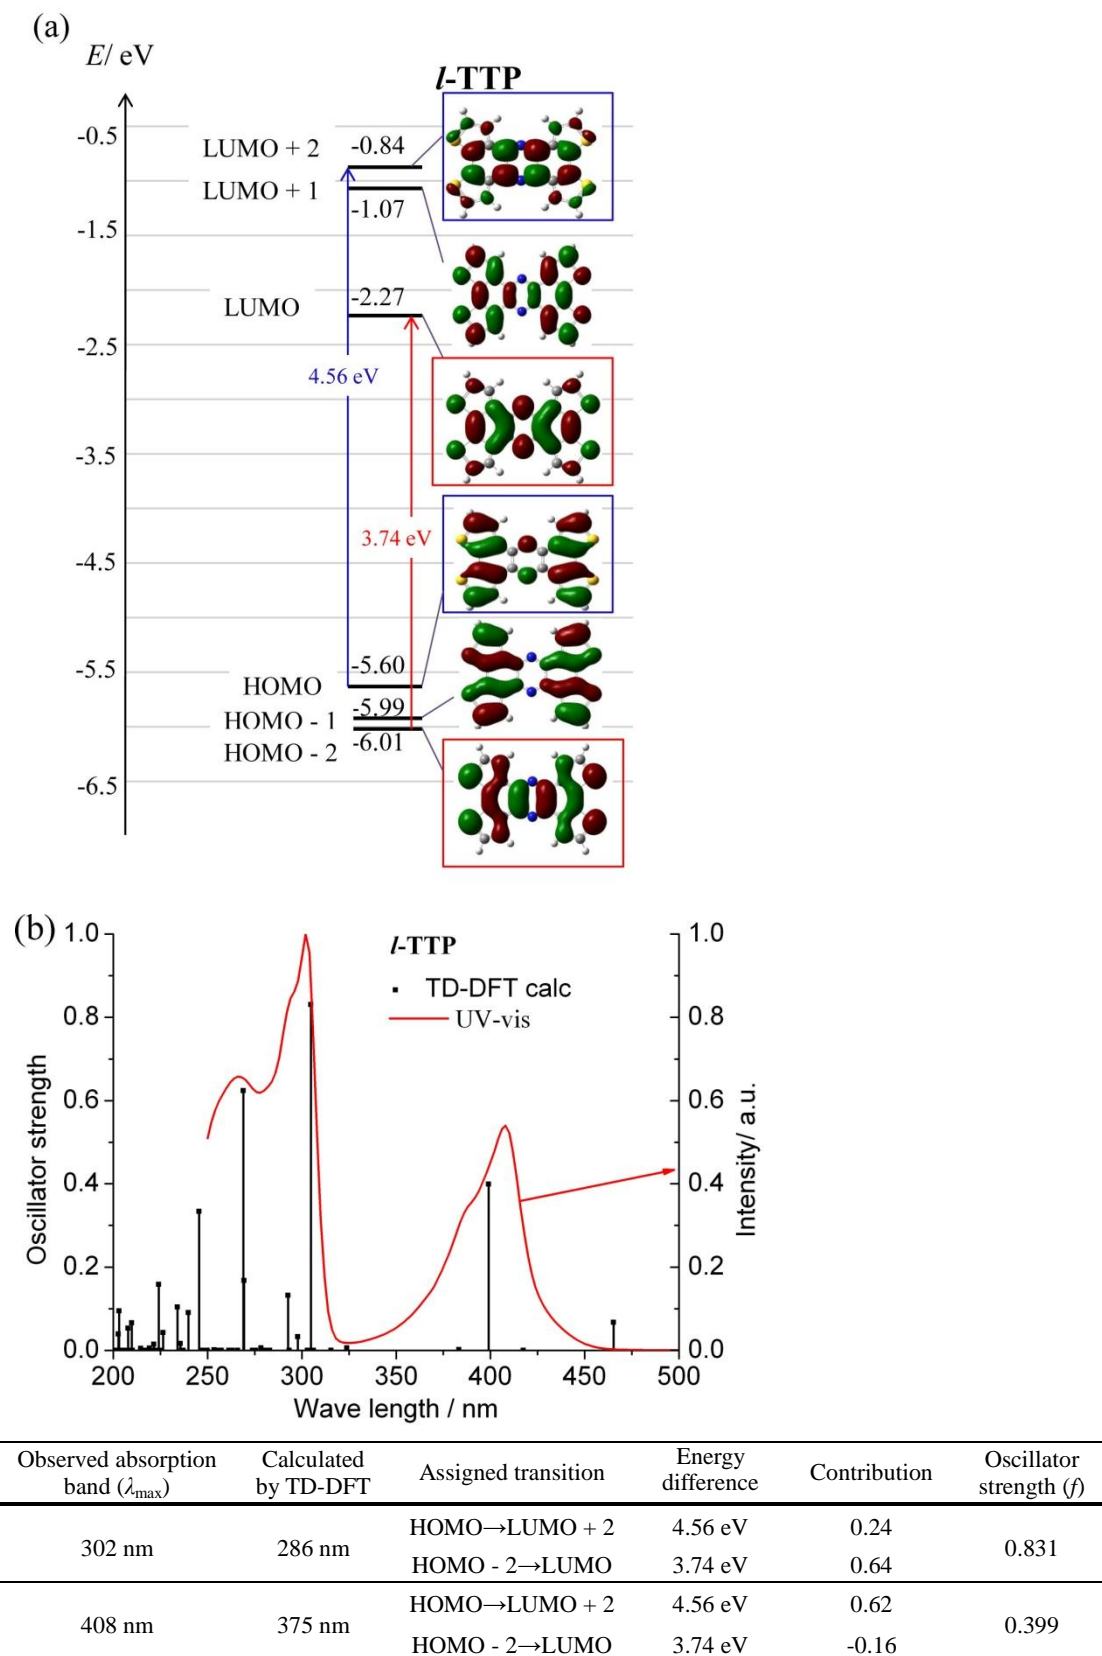 (a)
E/ eV
l-TTP
-0.5
LUMO + 2
-0.84
LUMO + 1
-1.07
-1.5
LUMO
-2.27
-2.5
4.56 eV
-3.5
3.74 eV
-4.5
-5.5
-5.60
HOMO
-5.99
HOMO - 1
-6.01
HOMO - 2
-6.5
(b)
1.0
0.8
0.6
0.4
0.2
0.0
Oscillator strength
l-TTP
TD-DFT calc
UV-vis
1.0
0.8
0.6
0.4
0.2
0.0
Intensity/ a.u.
200 250 300 350 400 450 500
Wave length / nm
Observed absorption band (λmax) Calculated by TD-DFT Assigned transition Energy difference Contribution Oscillator strength (f)
302 nm 286 nm HOMO→LUMO + 2 4.56 eV 0.24 0.831
HOMO - 2→LUMO 3.74 eV 0.64
408 nm 375 nm HOMO→LUMO + 2 4.56 eV 0.62 0.399
HOMO - 2→LUMO 3.74 eV -0.16